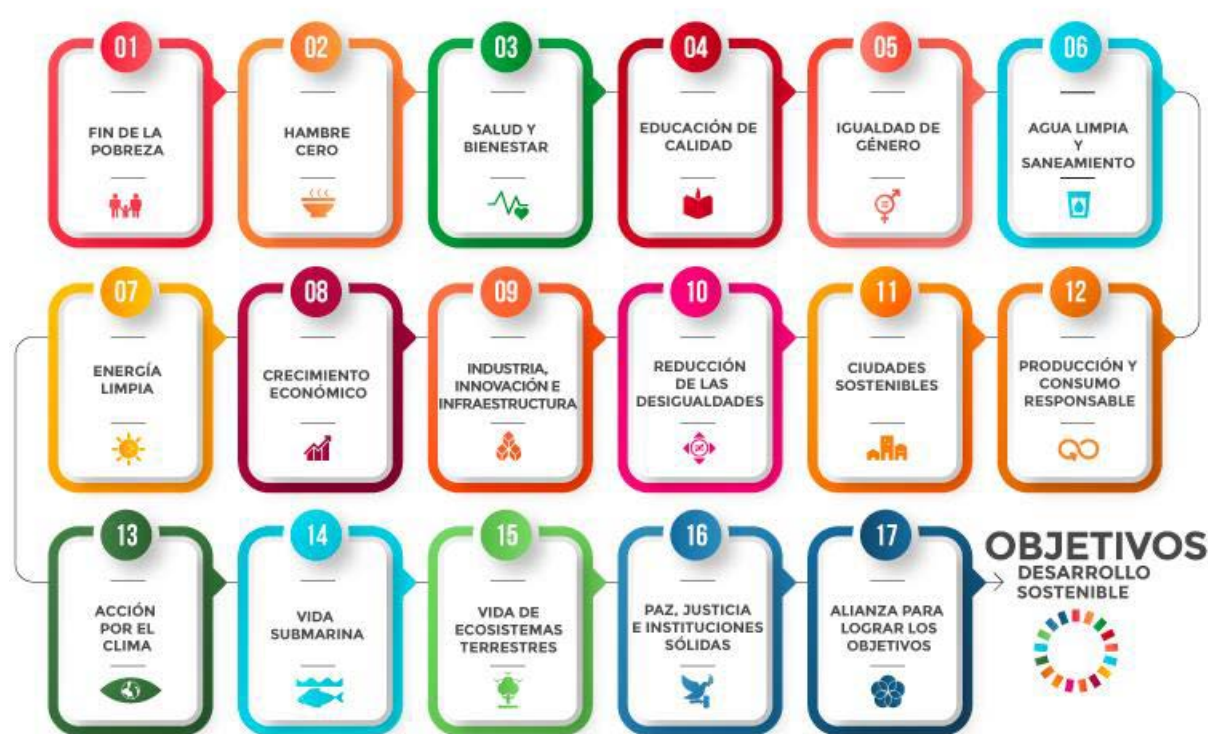 01
FIN DE LA
POBREZA
02
HAMBRE
CERO
03
SALUD Y
BIENESTAR
04
EDUCACIÓN DE
CALIDAD
05
IGUALDAD DE
GÉNERO
06
AGUA LIMPIA
Y
SANEAMIENTO
07
ENERGÍA
LIMPIA
08
CRECIMIENTO
ECONÓMICO
09
INDUSTRIA,
INNOVACIÓN E
INFRAESTRUCTURA
10
REDUCCIÓN
DE LAS
DESIGUALDADES
11
CIUDADES
SOSTENIBLES
12
PRODUCCIÓN Y
CONSUMO
RESPONSABLE
13
ACCIÓN
POR EL
CLIMA
14
VIDA
SUBMARINA
15
VIDA DE
ECOSISTEMAS
TERRESTRES
16
PAZ, JUSTICIA
E INSTITUCIONES
SÓLIDAS
17
ALIANZA PARA
LOGRAR LOS
OBJETIVOS
OBJETIVOS
DESARROLLO
SOSTENIBLE